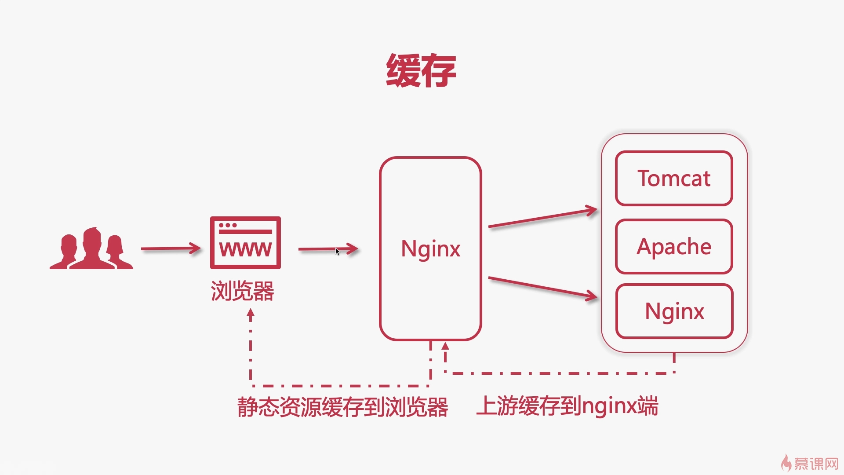 缓存
WWW
浏览器
Nginx
Tomcat
Apache
Nginx
静态资源缓存到浏览器
上游缓存到nginx端
慕课网